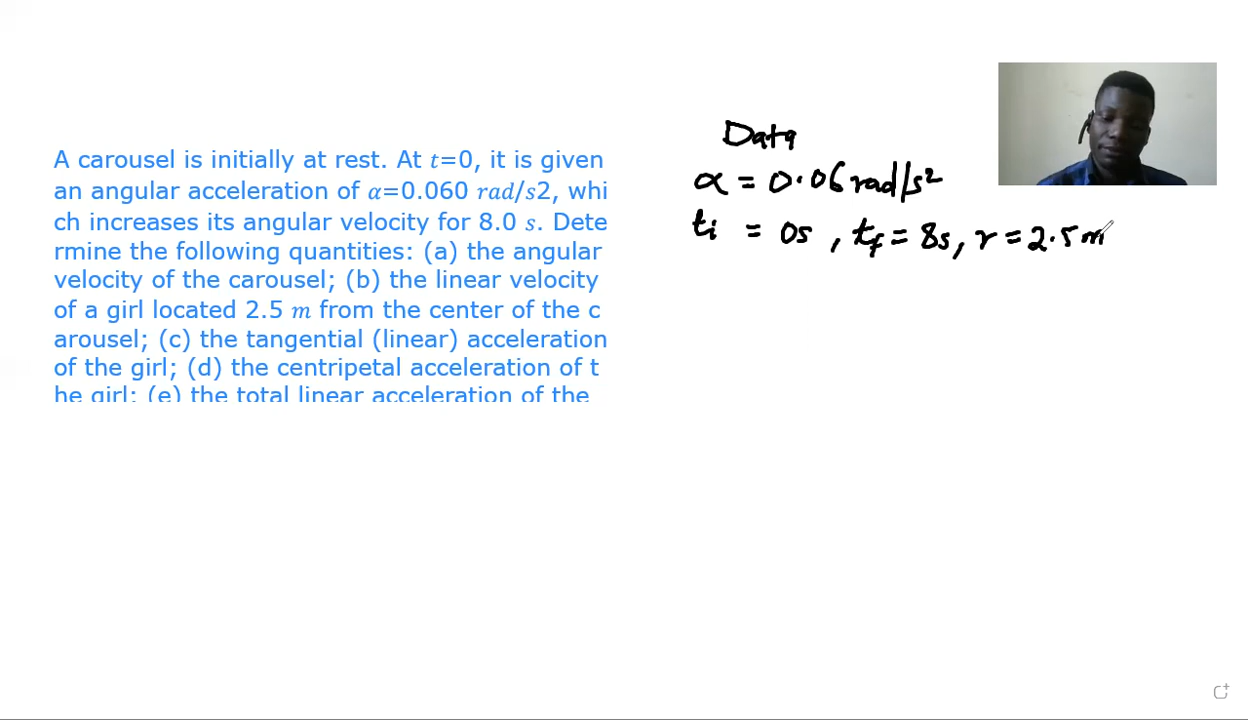 A carousel is initially at rest. At t=0, it is given
an angular acceleration of α=0.060 rad/s2, whi
ch increases its angular velocity for 8.0 s. Dete
rmine the following quantities: (a) the angular
velocity of the carousel; (b) the linear velocity
of a girl located 2.5 m from the center of the c
arousel; (c) the tangential (linear) acceleration
of the girl; (d) the centripetal acceleration of t
he girl; (e) the total linear acceleration of the
Data
α = 0.06 rad/s²
ti = 0s, tf = 8s, r = 2.5m